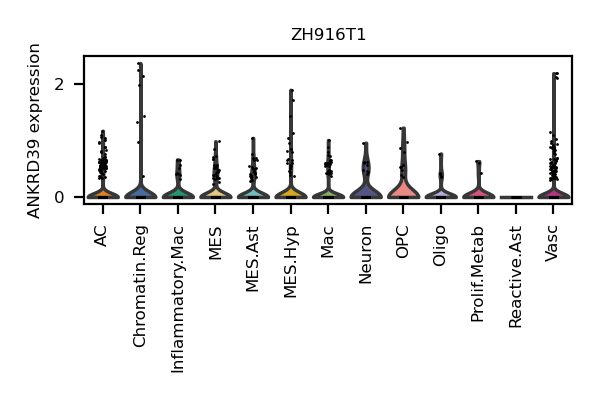 ZH916T1
ANKRD39 expression
2
0
AC
Chromatin.Reg
Inflammatory.Mac
MES
MES.Ast
MES.Hyp
Mac
Neuron
OPC
Oligo
Prolif.Metab
Reactive.Ast
Vasc